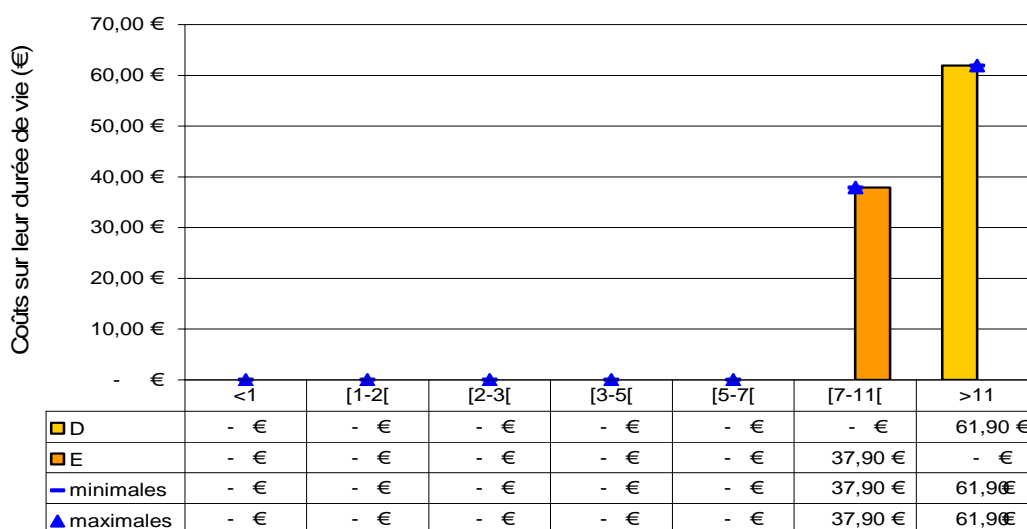 Coûts sur leur durée de vie (€)
70,00 €
60,00 €
50,00 €
40,00 €
30,00 €
20,00 €
10,00 €
- €
<1 [1-2[ [2-3[ [3-5[ [5-7[ [7-11[ >11
D - € - € - € - € - € - € 61,90 €
E - € - € - € - € - € 37,90 € - €
minimales - € - € - € - € - € 37,90 € 61,90€
maximales - € - € - € - € - € 37,90 € 61,90€